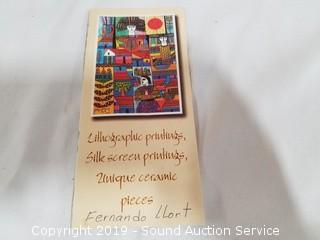 Lithographic printings,
Silk screen printings,
Unique ceramic
pieces
Fernando Llort
Copyright 2019 - Sound Auction Service